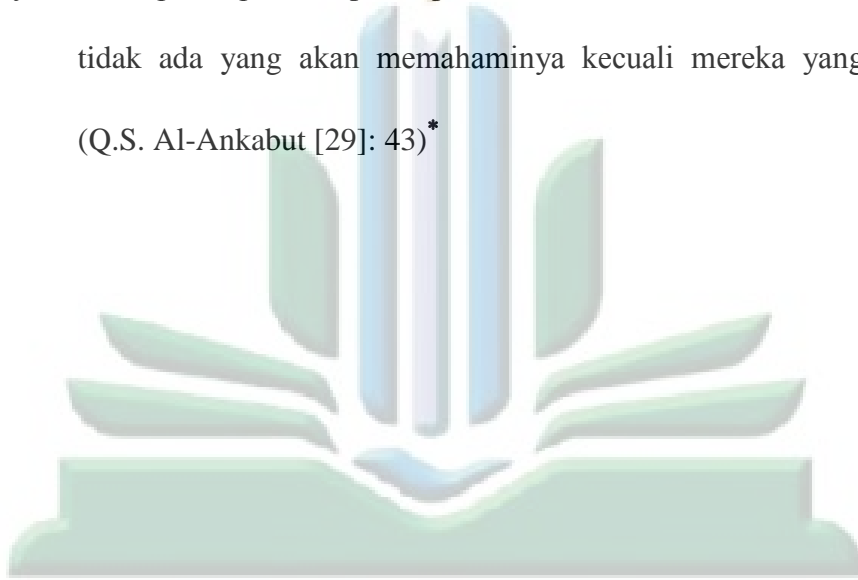 tidak ada yang akan memahaminya kecuali mereka yang
(Q.S. Al-Ankabut [29]: 43)*